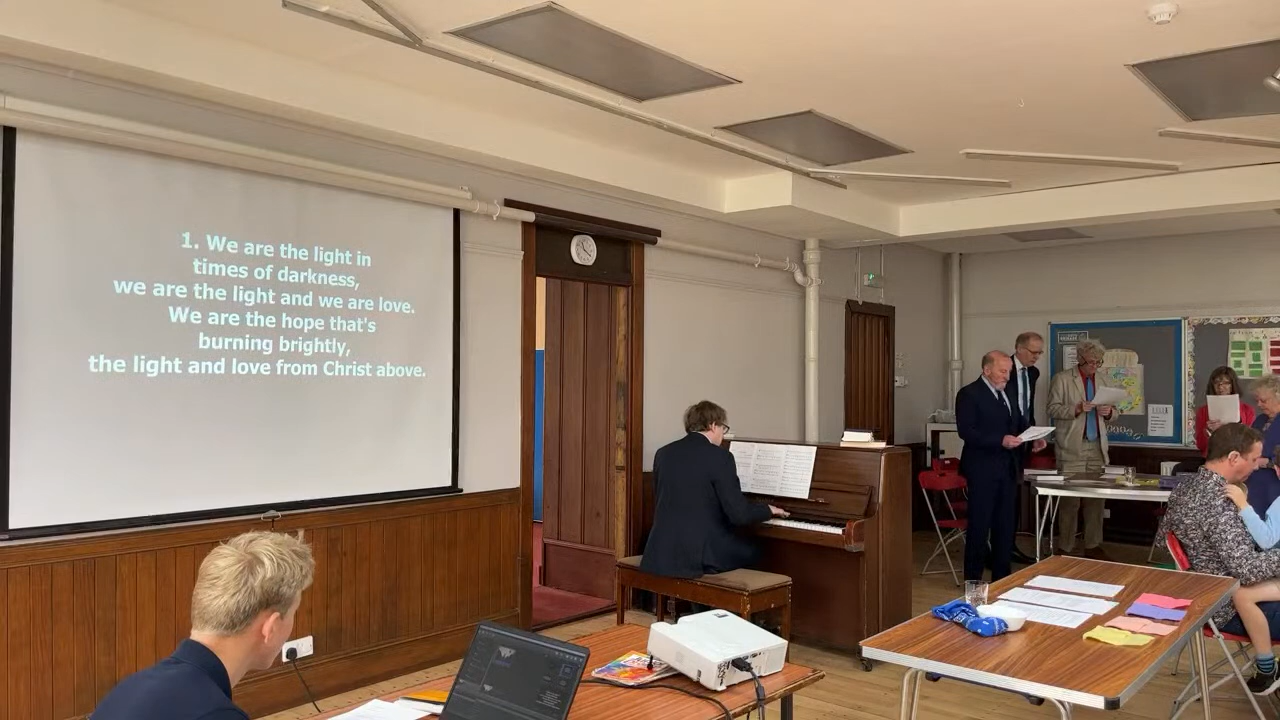 1. We are the light in
times of darkness,
we are the light and we are love.
We are the hope that's
burning brightly,
the light and love from Christ above.